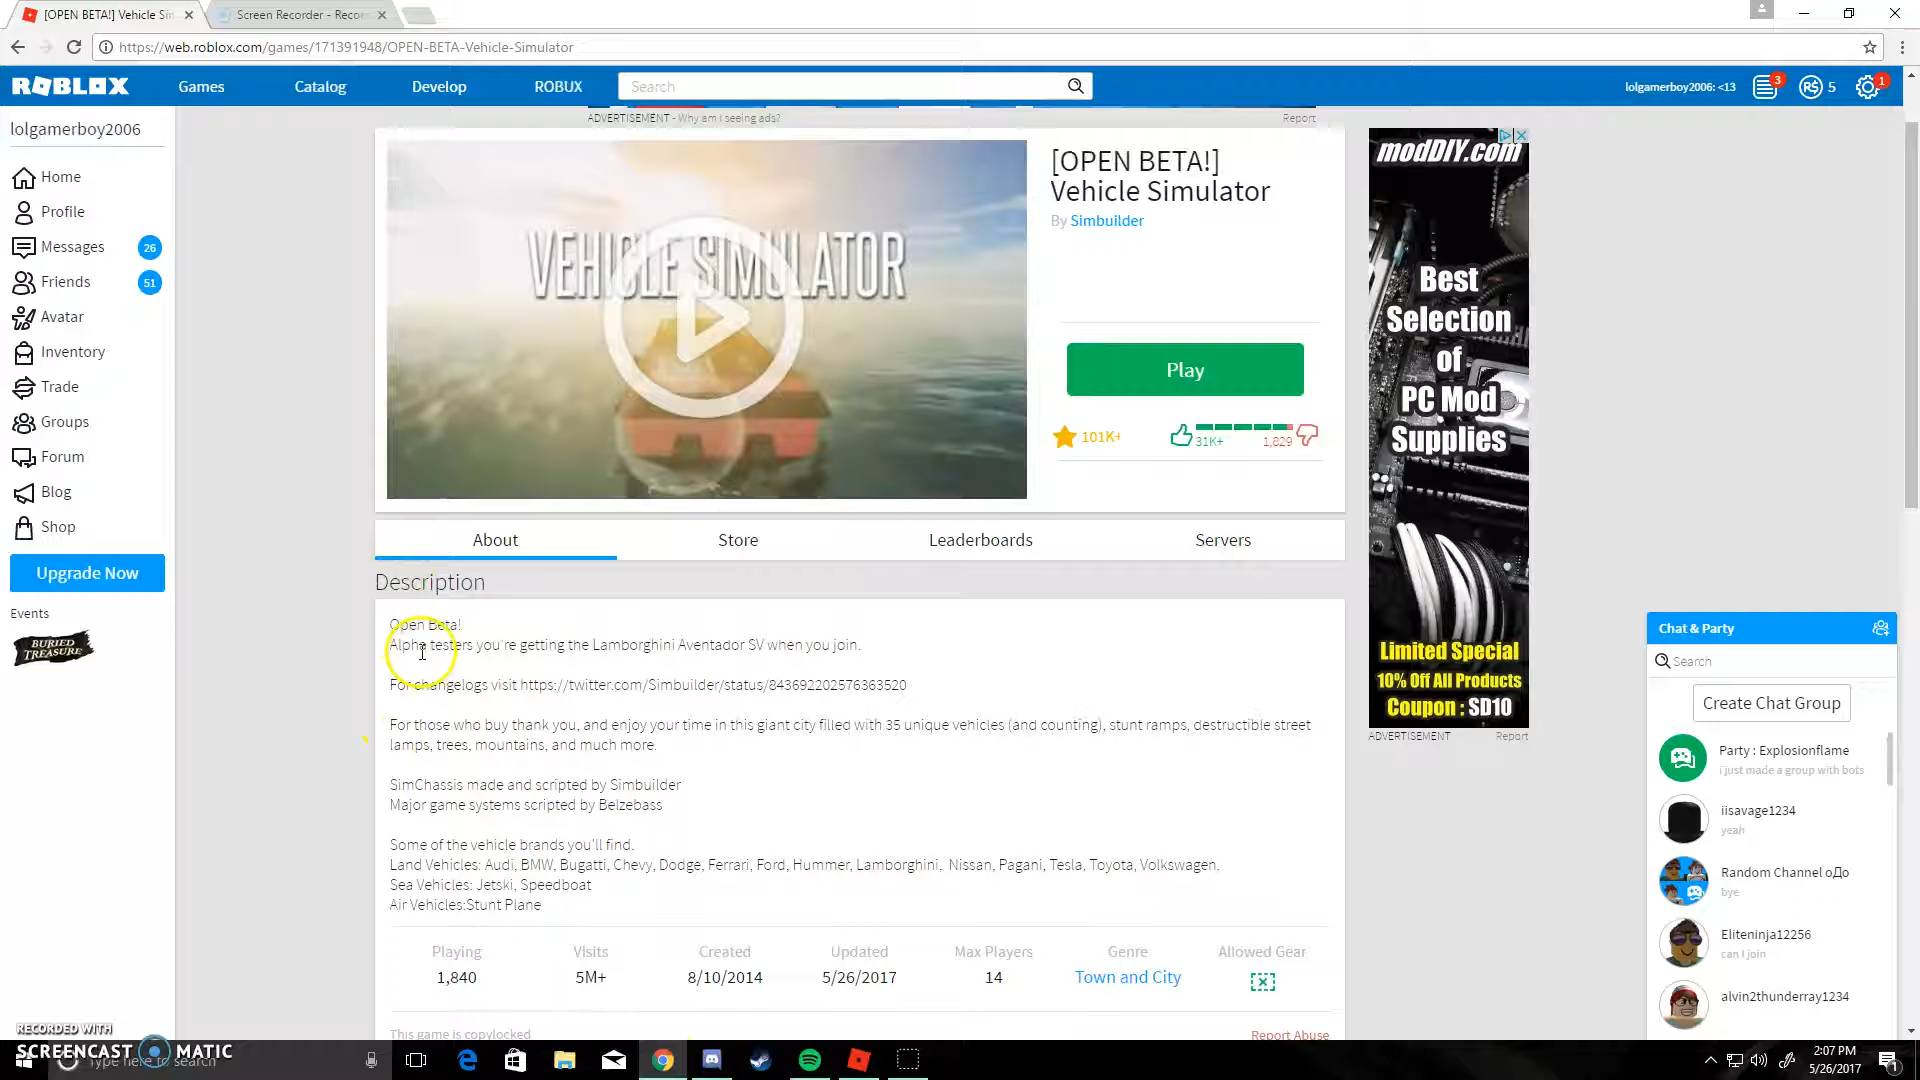 [OPEN BETA!] Vehicle Sim
Screen Recorder - Recor
https://web.roblox.com/games/171391948/OPEN-BETA-Vehicle-Simulator
ROBLOX
Games
Catalog
Develop
ROBUX
Search
lolgamerboy2006: <13
3
R$ 5
1
lolgamerboy2006
Home
Profile
Messages 26
Friends 51
Avatar
Inventory
Trade
Groups
Forum
Blog
Shop
Upgrade Now
Events
BURIED
TREASURE
ADVERTISEMENT - Why am I seeing ads?
Report
VEHICLE SIMULATOR
[OPEN BETA!]
Vehicle Simulator
By Simbuilder
Play
101K+
31K+
1,829
About
Store
Leaderboards
Servers
Description
Open Beta!
Alpha testers you're getting the Lamborghini Aventador SV when you join.
For changelogs visit https://twitter.com/Simbuilder/status/843692202576363520
For those who buy thank you, and enjoy your time in this giant city filled with 35 unique vehicles (and counting), stunt ramps, destructible street
lamps, trees, mountains, and much more.
SimChassis made and scripted by Simbuilder
Major game systems scripted by Belzebass
Some of the vehicle brands you'll find.
Land Vehicles: Audi, BMW, Bugatti, Chevy, Dodge, Ferrari, Ford, Hummer, Lamborghini, Nissan, Pagani, Tesla, Toyota, Volkswagen.
Sea Vehicles: Jetski, Speedboat
Air Vehicles:Stunt Plane
Playing
Visits
Created
Updated
Max Players
Genre
Allowed Gear
1,840
5M+
8/10/2014
5/26/2017
14
Town and City
This game is copylocked
Report Abuse
modDIY.com
Best
Selection
of
PC Mod
Supplies
Limited Special
10% Off All Products
Coupon : SD10
ADVERTISEMENT
Report
Chat & Party
Search
Create Chat Group
Party : Explosionflame
i just made a group with bots
iisavage1234
yeah
Random Channel oДo
bye
Eliteninja12256
can I join
alvin2thunderray1234
RECORDED WITH
SCREENCAST MATIC
Type here to search
2:07 PM
5/26/2017
1